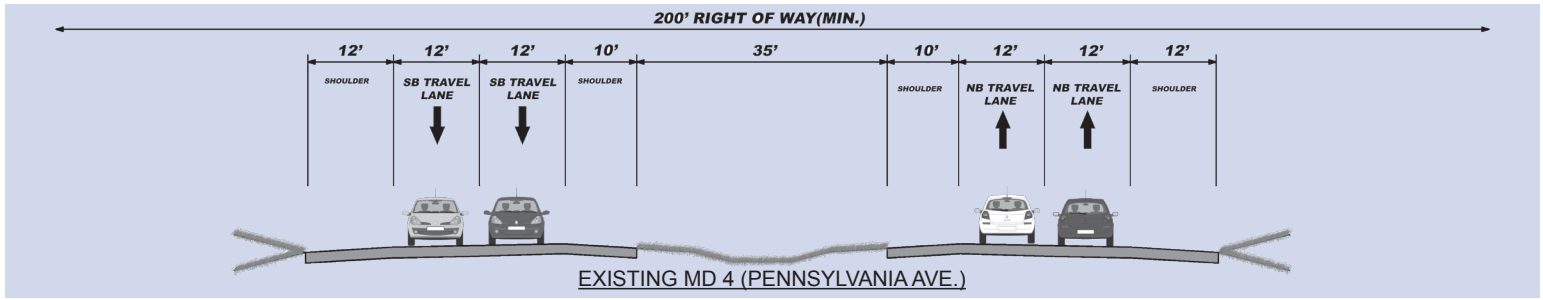 200’ RIGHT OF WAY(MIN.)
12’ 12’ 12’ 10’ 35’ 10’ 12’ 12’ 12’
SHOULDER
SB TRAVEL
LANE
SB TRAVEL
LANE
SHOULDER
SHOULDER
NB TRAVEL
LANE
NB TRAVEL
LANE
SHOULDER
EXISTING MD 4 (PENNSYLVANIA AVE.)